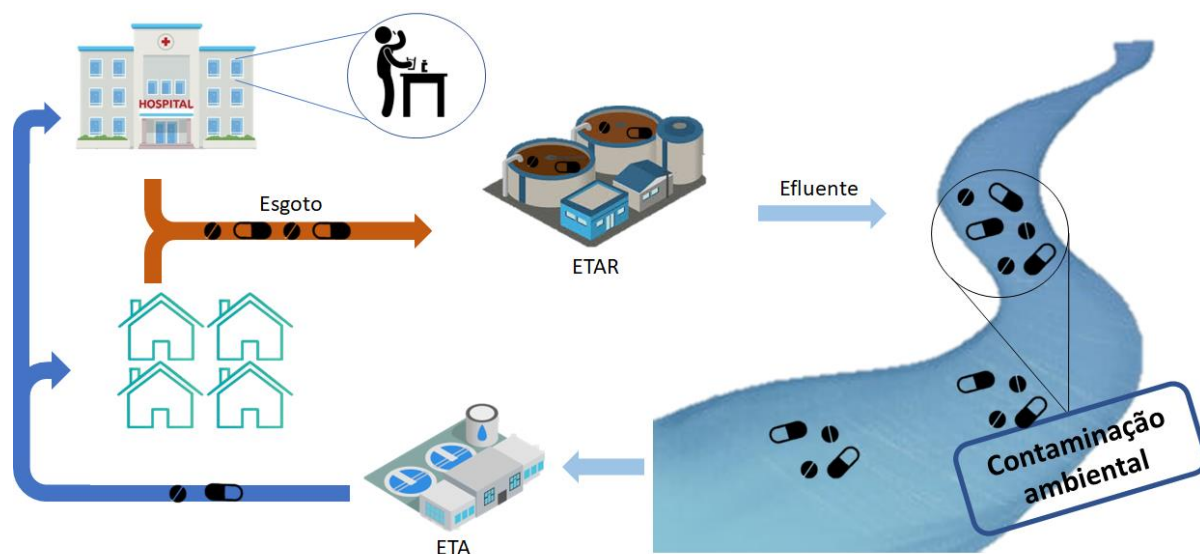 HOSPITAL
Esgoto
ETAR
Efluente
Contaminação
ambiental
ETA